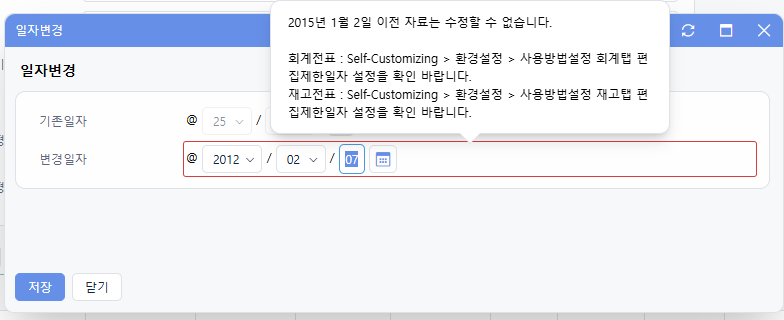 일자변경
2015년 1월 2일 이전 자료는 수정할 수 없습니다.
회계전표 : Self-Customizing > 환경설정 > 사용방법설정 회계탭 편
집제한일자 설정을 확인 바랍니다.
재고전표 : Self-Customizing > 환경설정 > 사용방법설정 재고탭 편
집제한일자 설정을 확인 바랍니다.
일자변경
기존일자 @ 25 /
변경일자 @ 2012 / 02 / 07
저장 닫기